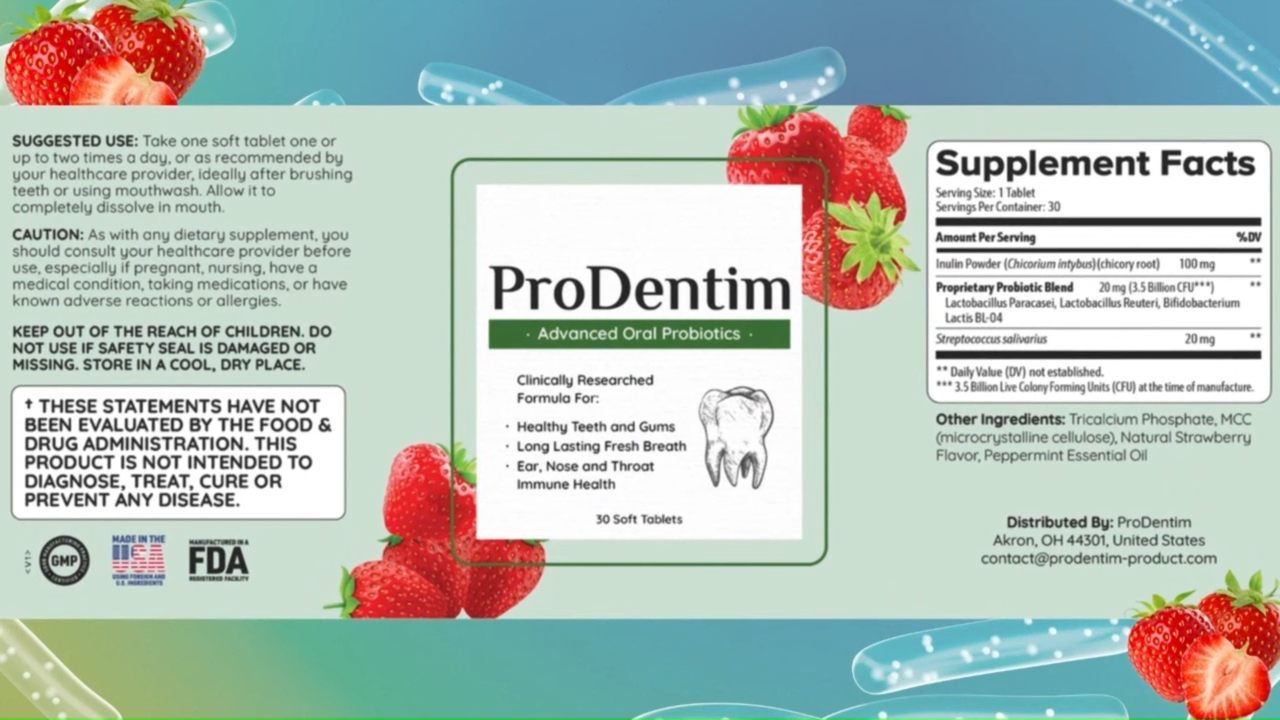 SUGGESTED USE: Take one soft tablet one or
up to two times a day, or as recommended by
your healthcare provider, ideally after brushing
teeth or using mouthwash. Allow it to
completely dissolve in mouth.
CAUTION: As with any dietary supplement, you
should consult your healthcare provider before
use, especially if pregnant, nursing, have a
medical condition, taking medications, or have
known adverse reactions or allergies.
KEEP OUT OF THE REACH OF CHILDREN. DO
NOT USE IF SAFETY SEAL IS DAMAGED OR
MISSING. STORE IN A COOL, DRY PLACE.
† THESE STATEMENTS HAVE NOT
BEEN EVALUATED BY THE FOOD &
DRUG ADMINISTRATION. THIS
PRODUCT IS NOT INTENDED TO
DIAGNOSE, TREAT, CURE OR
PREVENT ANY DISEASE.
<V1>
GMP
MADE IN THE
USA
USING FOREIGN AND
U.S. INGREDIENTS
MANUFACTURED IN A
FDA
REGISTERED FACILITY
ProDentim
· Advanced Oral Probiotics ·
Clinically Researched
Formula For:
· Healthy Teeth and Gums
· Long Lasting Fresh Breath
· Ear, Nose and Throat
Immune Health
30 Soft Tablets
Supplement Facts
Serving Size: 1 Tablet
Servings Per Container: 30
Amount Per Serving %DV
Inulin Powder (Chicorium intybus)(chicory root) 100 mg **
Proprietary Probiotic Blend 20 mg (3.5 Billion CFU***) **
Lactobacillus Paracasei, Lactobacillus Reuteri, Bifidobacterium
Lactis BL-04
Streptococcus salivarius 20 mg **
** Daily Value (DV) not established.
*** 3.5 Billion Live Colony Forming Units (CFU) at the time of manufacture.
Other Ingredients: Tricalcium Phosphate, MCC
(microcrystalline cellulose), Natural Strawberry
Flavor, Peppermint Essential Oil
Distributed By: ProDentim
Akron, OH 44301, United States
contact@prodentim-product.com